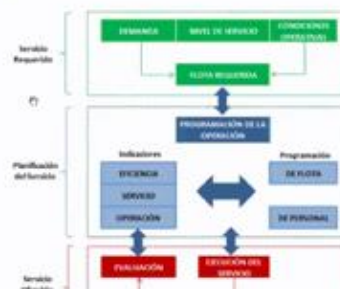 DEMANDA
NIVEL DE SERVICIO
CONDICIONES
OPERATIVAS
Servicio
Requerido
FLOTA REQUERIDA
PROGRAMACIÓN DE LA
OPERACIÓN
Indicadores
Programación
Planificación
del Servicio
EFICIENCIA
DE FLOTA
SERVICIO
OPERACIÓN
DE PERSONAL
EVALUACIÓN
EJECUCIÓN DEL
SERVICIO
Servicio